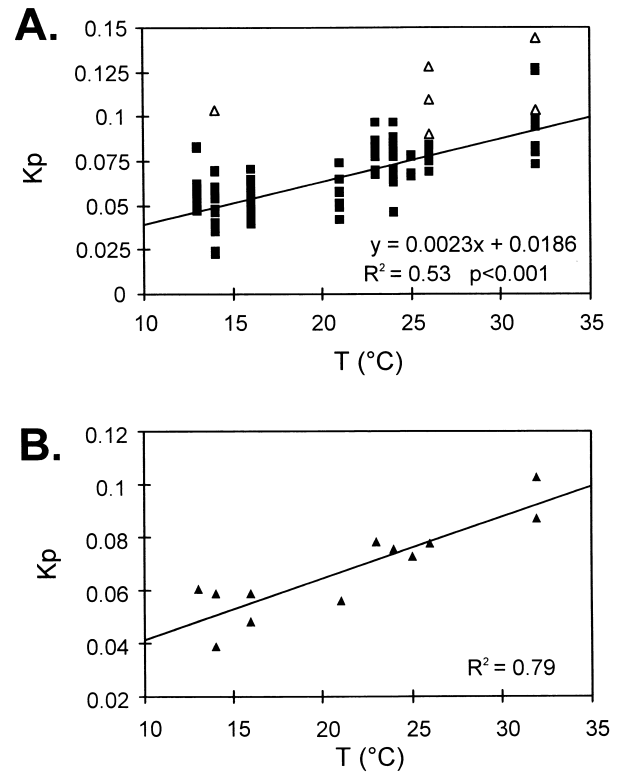 A.
0.15
0.125
0.1
0.075
0.05
0.025
0
Kp
y = 0.0023x + 0.0186
R² = 0.53 p<0.001
10 15 20 25 30 35
T (°C)
B.
0.12
0.1
0.08
0.06
0.04
0.02
Kp
R² = 0.79
10 15 20 25 30 35
T (°C)